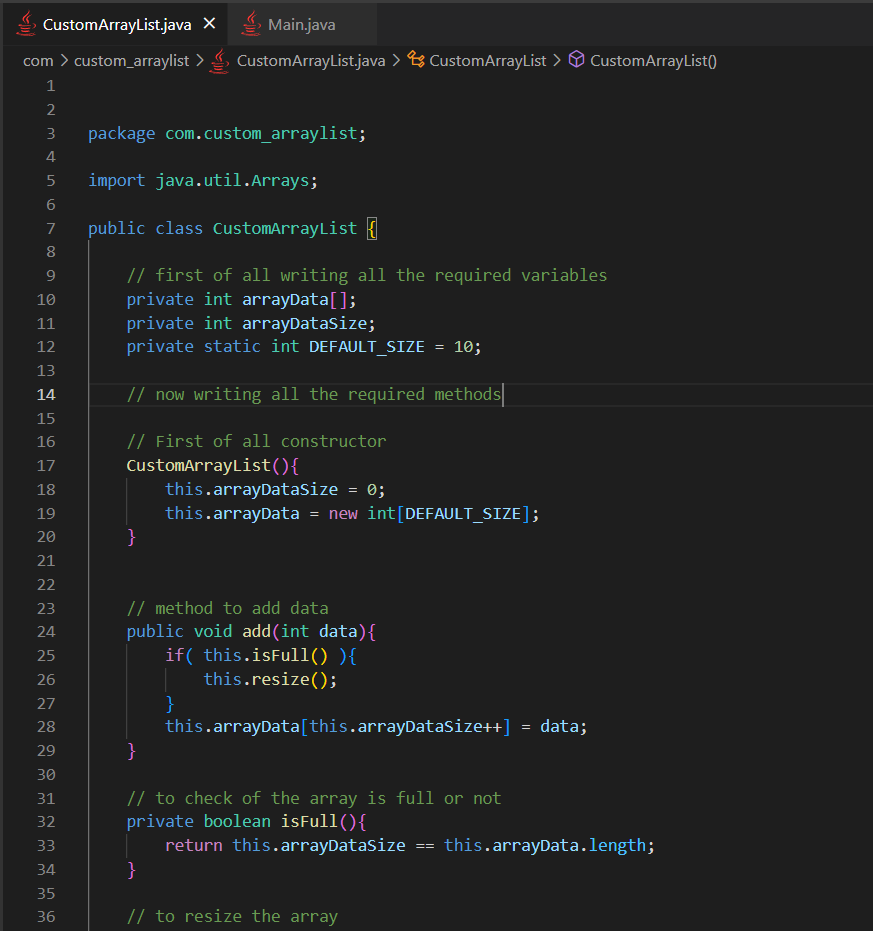 CustomArrayList.java × Main.java
com > custom_arraylist > CustomArrayList.java > CustomArrayList > CustomArrayList()
1
2
3 package com.custom_arraylist;
4
5 import java.util.Arrays;
6
7 public class CustomArrayList {
8
9 // first of all writing all the required variables
10 private int arrayData[];
11 private int arrayDataSize;
12 private static int DEFAULT_SIZE = 10;
13
14 // now writing all the required methods
15
16 // First of all constructor
17 CustomArrayList(){
18 this.arrayDataSize = 0;
19 this.arrayData = new int[DEFAULT_SIZE];
20 }
21
22
23 // method to add data
24 public void add(int data){
25 if( this.isFull() ){
26 this.resize();
27 }
28 this.arrayData[this.arrayDataSize++] = data;
29 }
30
31 // to check of the array is full or not
32 private boolean isFull(){
33 return this.arrayDataSize == this.arrayData.length;
34 }
35
36 // to resize the array